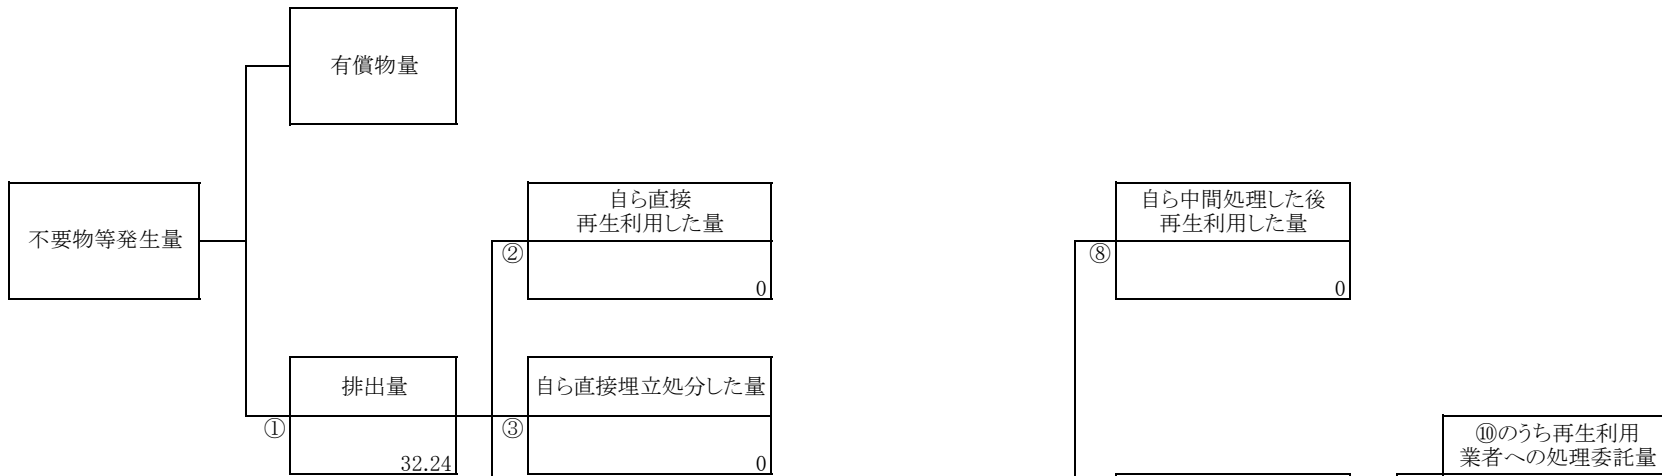 有償物量
不要物等発生量
自ら直接
再生利用した量
②
0
自ら中間処理した後
再生利用した量
⑧
0
排出量
①
32.24
自ら直接埋立処分した量
③
0
⑩のうち再生利用
業者への処理委託量